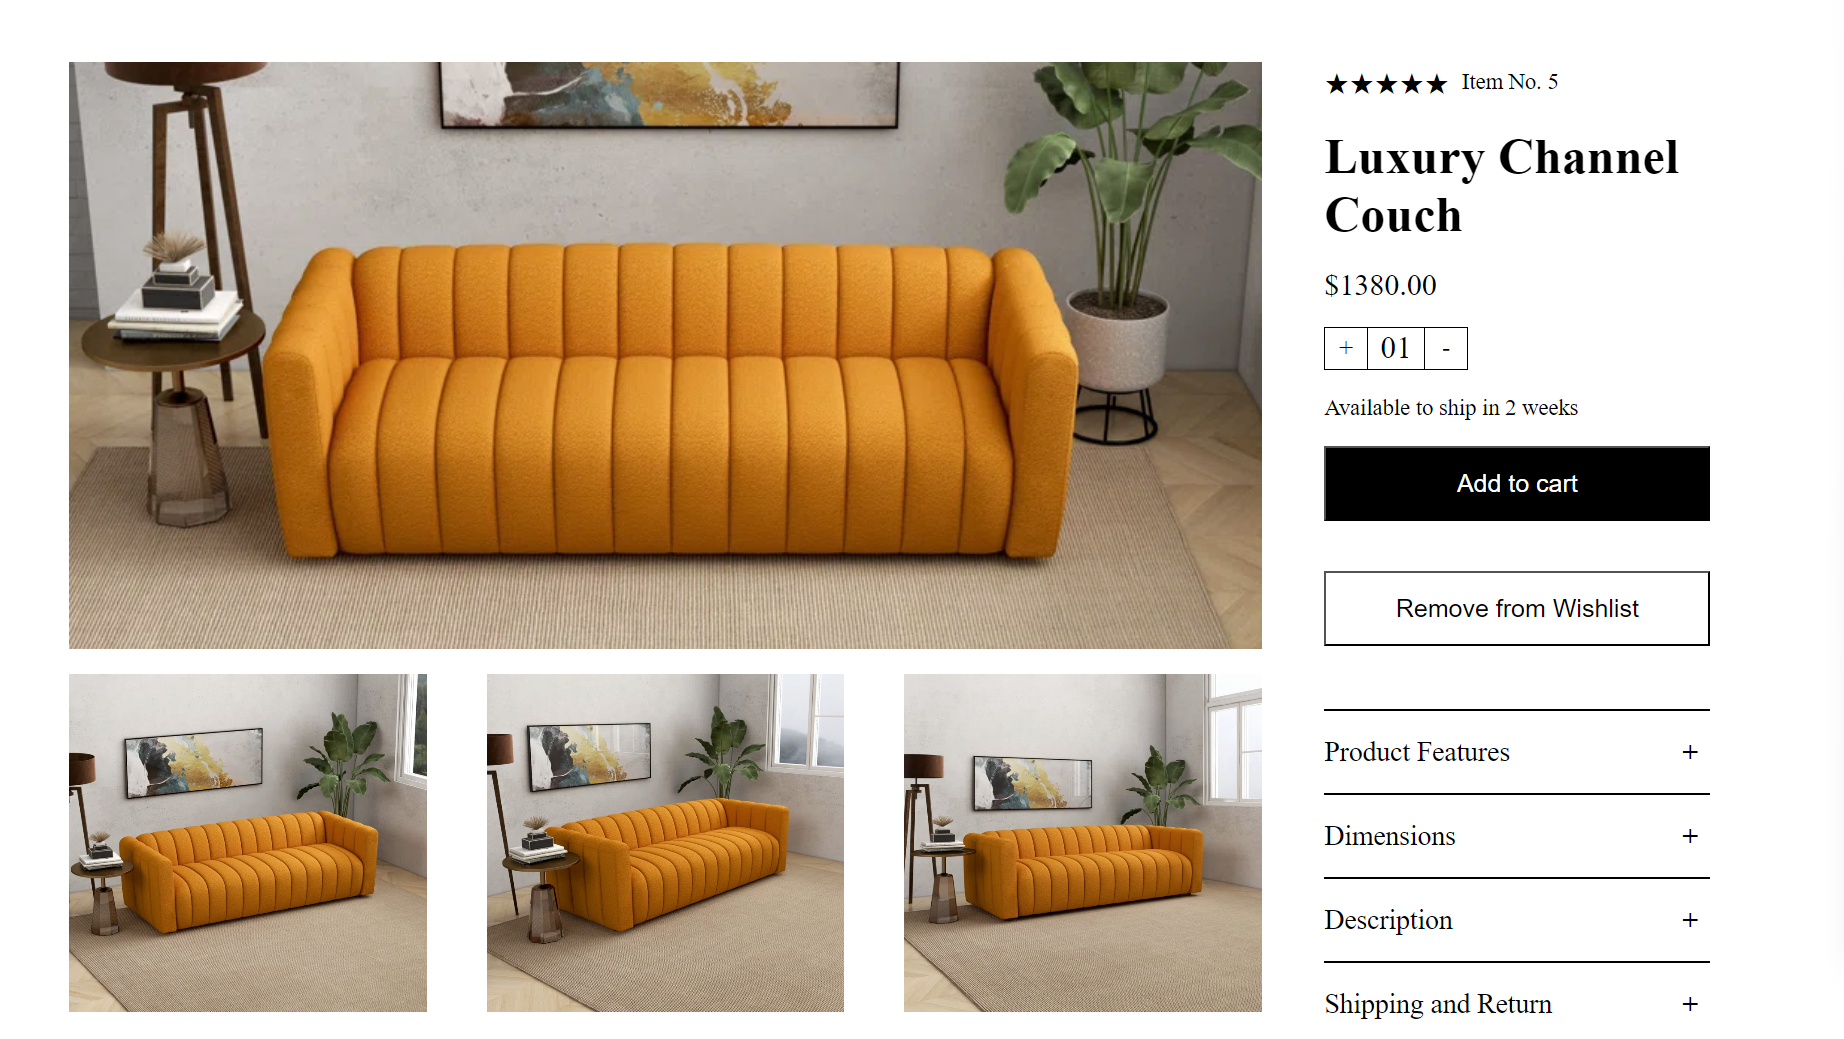 ★★★★★ Item No. 5
Luxury Channel
Couch
$1380.00
+ 01 -
Available to ship in 2 weeks
Add to cart
Remove from Wishlist
Product Features +
Dimensions +
Description +
Shipping and Return +